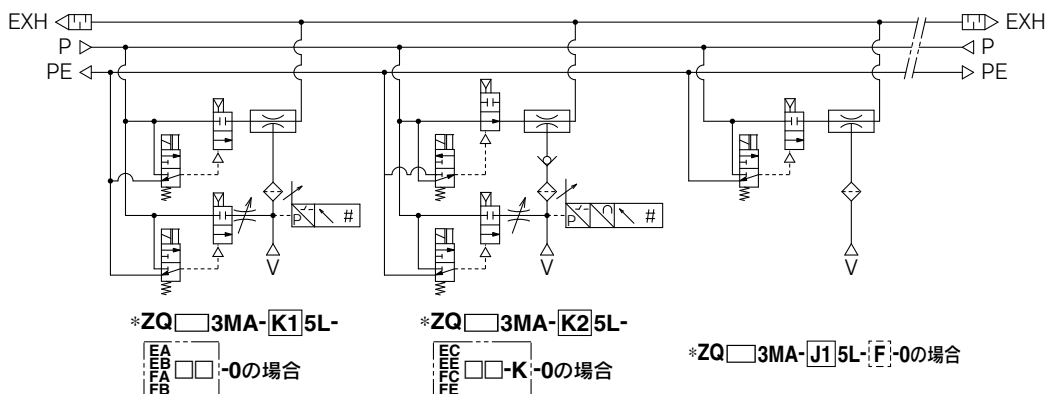 EXH EXH
P P
PE PE
P # P #
V V V
*ZQ□3MA-K15L-
EA
EB
FA
FB
□□-0の場合
*ZQ□3MA-K25L-
EC
EE
FC
FE
□□-K-0の場合
*ZQ□3MA-J15L-F-0の場合